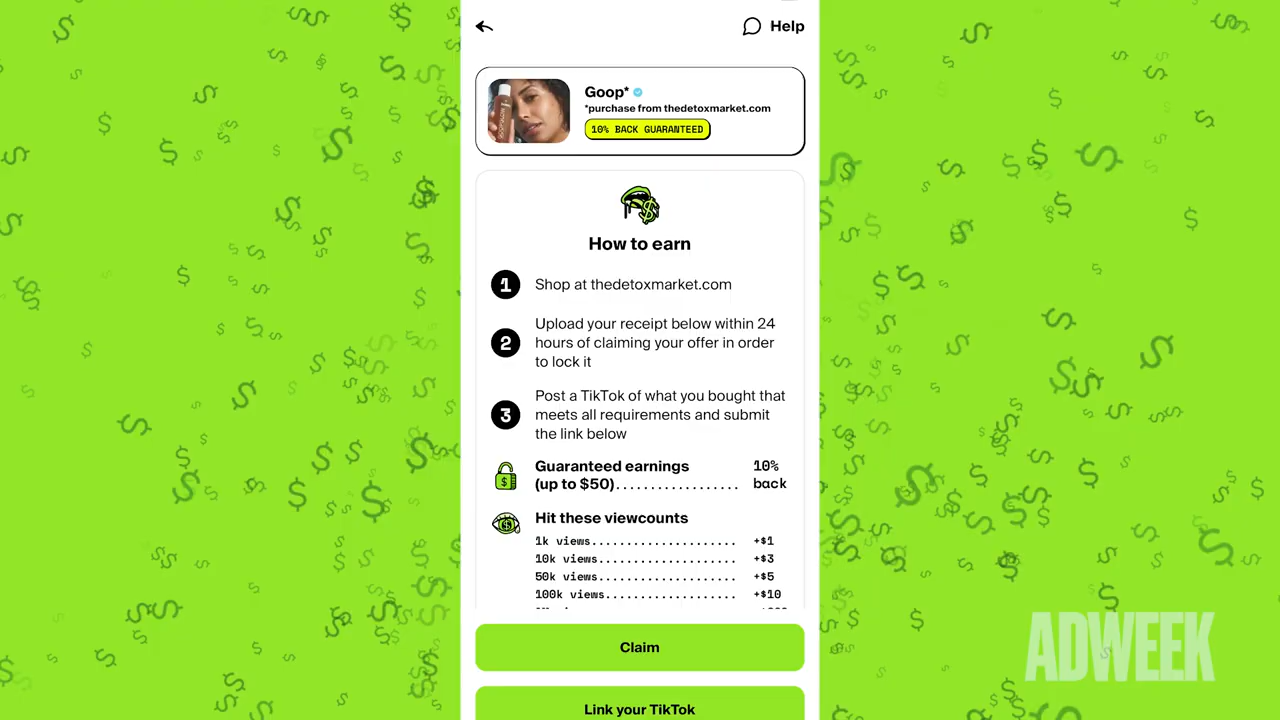 Help
Goop*
*purchase from thedetoxmarket.com
10% BACK GUARANTEED
How to earn
1 Shop at thedetoxmarket.com
2 Upload your receipt below within 24
hours of claiming your offer in order
to lock it
3 Post a TikTok of what you bought that
meets all requirements and submit
the link below
Guaranteed earnings 10%
(up to $50).................. back
Hit these viewcounts
1k views..................... +$1
10k views.................... +$3
50k views.................... +$5
100k views................... +$10
Claim
Link your TikTok
ADWEEK